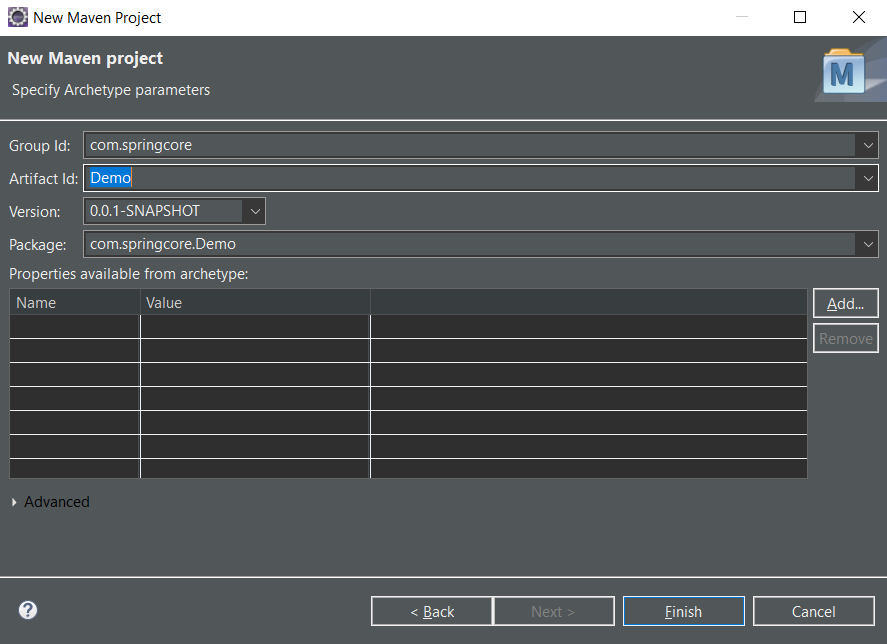 New Maven Project
New Maven project
Specify Archetype parameters
M
Group Id: com.springcore
Artifact Id: Demo
Version: 0.0.1-SNAPSHOT
Package: com.springcore.Demo
Properties available from archetype:
Name Value
Add...
Remove
Advanced
? < Back Next > Finish Cancel